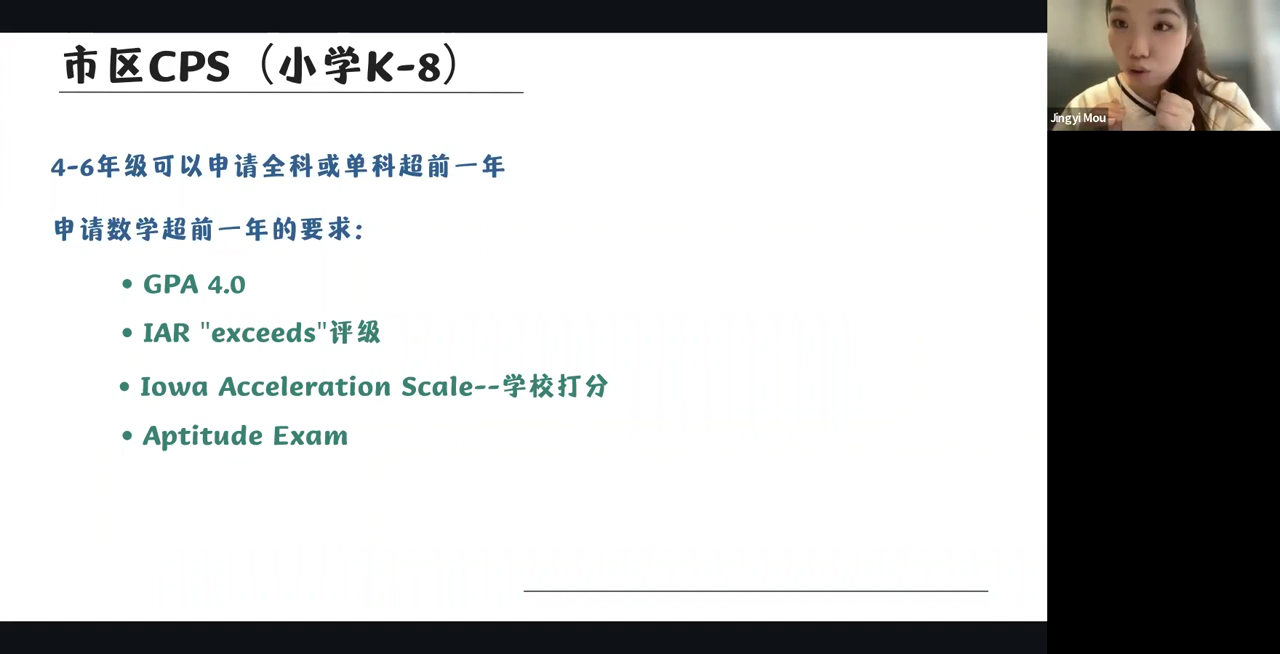 市区CPS（小学K-8）
4-6年级可以申请全科或单科超前一年
申请数学超前一年的要求:
• GPA 4.0
• IAR "exceeds"评级
• Iowa Acceleration Scale--学校打分
• Aptitude Exam
Jingyi Mou